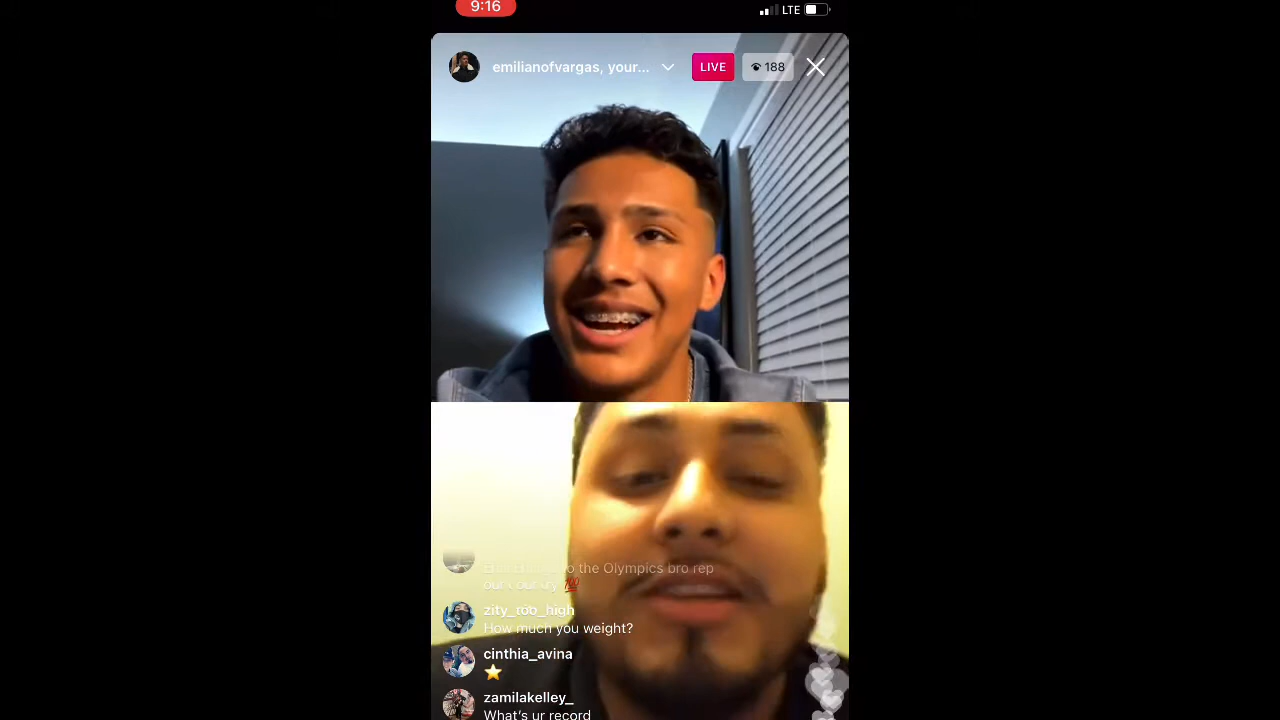 9:16
LTE
emilianofvargas, your...
LIVE
188
the Olympics bro rep
zity_rob_high
How much you weight?
cinthia_avina
zamilakelley_
What's ur record